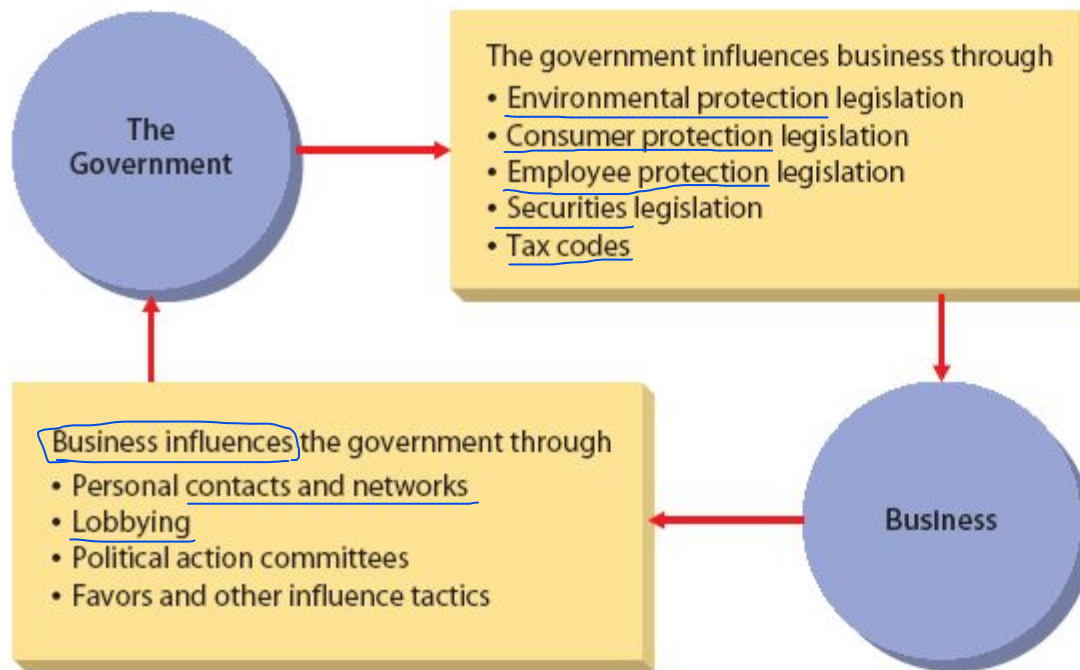 The
Government
The government influences business through
• Environmental protection legislation
• Consumer protection legislation
• Employee protection legislation
• Securities legislation
• Tax codes
Business influences the government through
• Personal contacts and networks
• Lobbying
• Political action committees
• Favors and other influence tactics
Business